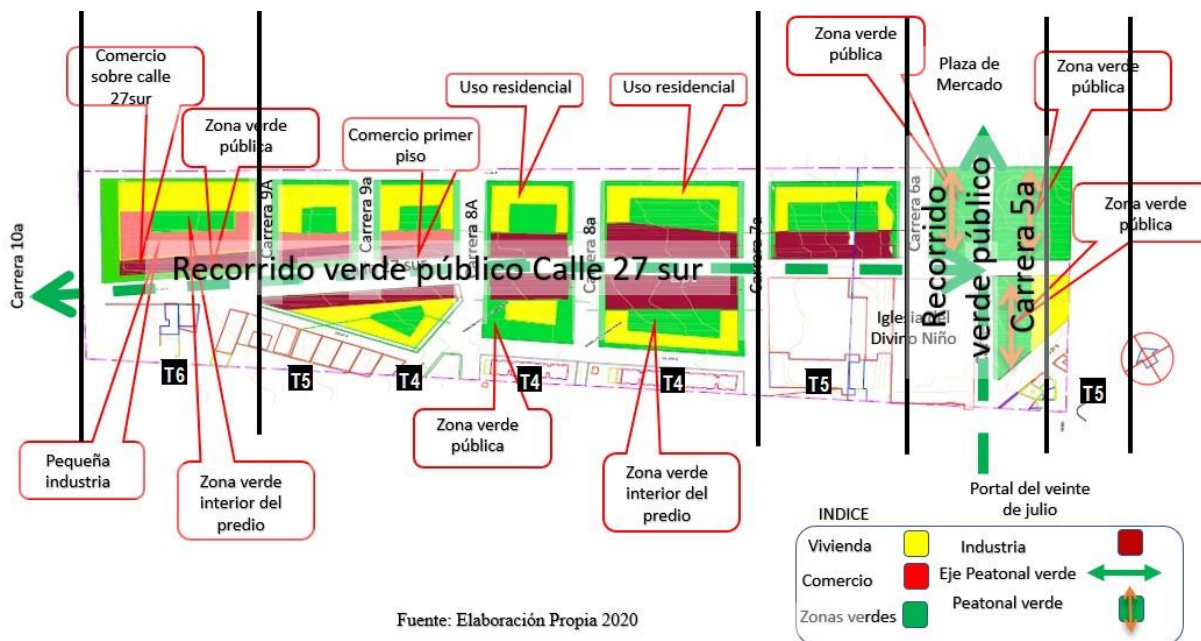 Comercio
sobre calle
27sur
Zona verde
pública
Uso residencial
Uso residencial
Comercio primer
piso
Zona verde
pública
Plaza de
Mercado
Zona verde
pública
Zona verde
pública
Carrera 10a
Carrera 9A
Carrera 9a
Carrera 8A
Carrera 8a
Carrera 7a
Carrera 6a
Recorrido
verde público
Carrera 5a
Recorrido verde público Calle 27 sur
Iglesia del
Divino Niño
T6
T5
T4
T4
T4
T5
T5
Pequeña
industria
Zona verde
interior del
predio
Zona verde
pública
Zona verde
interior del
predio
Portal del veinte
de julio
INDICE
Vivienda
Industria
Comercio
Eje Peatonal verde
Zonas verdes
Peatonal verde
Fuente: Elaboración Propia 2020